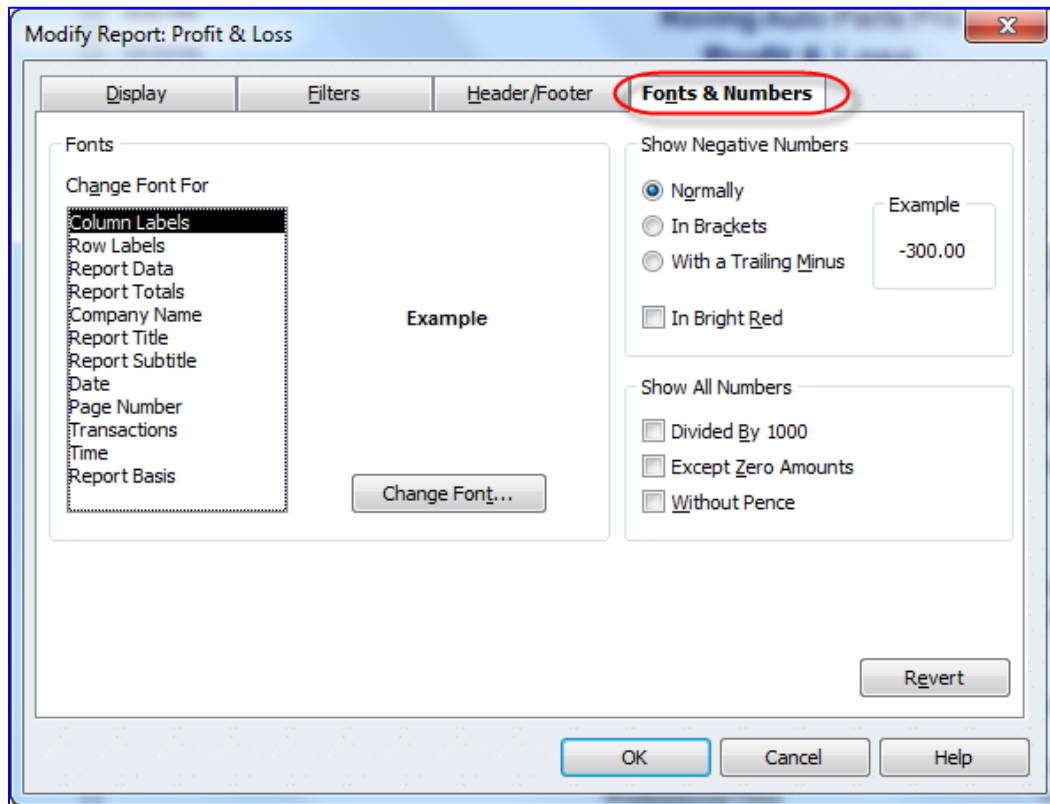 Modify Report: Profit & Loss
Display
Filters
Header/Footer
Fonts & Numbers
Fonts
Change Font For
Column Labels
Row Labels
Report Data
Report Totals
Company Name
Report Title
Report Subtitle
Date
Page Number
Transactions
Time
Report Basis
Example
Change Font...
Show Negative Numbers
Normally
In Brackets
With a Trailing Minus
In Bright Red
Example
-300.00
Show All Numbers
Divided By 1000
Except Zero Amounts
Without Pence
Revert
OK
Cancel
Help